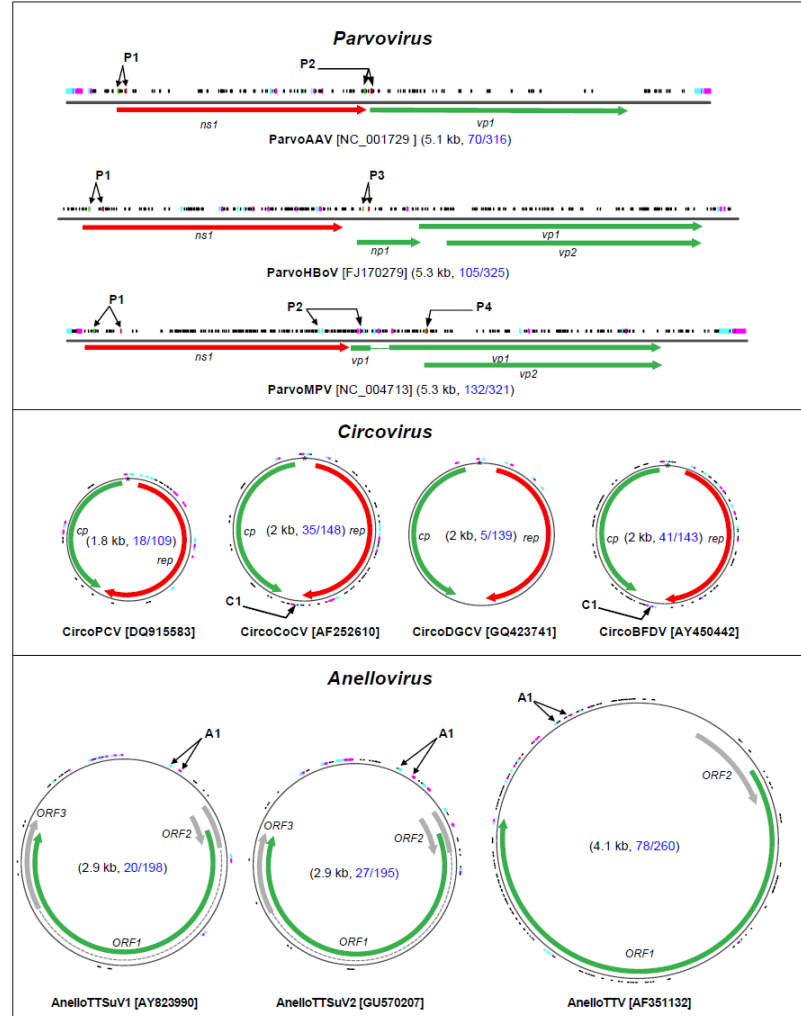 Parvovirus
P1 P2
ns1 vp1
ParvoAAV [NC_001729 ] (5.1 kb, 70/316)
P1 P3
ns1 vp1
np1 vp2
ParvoHBoV [FJ170279] (5.3 kb, 105/325)
P1 P2 P4
ns1 vp1 vp1
vp2
ParvoMPV [NC_004713] (5.3 kb, 132/321)
Circovirus
* * * *
cp (1.8 kb, 18/109) rep
cp (2 kb, 35/148) rep
cp (2 kb, 5/139) rep
cp (2 kb, 41/143) rep
C1 C1
CircoPCV [DQ915583] CircoCoCV [AF252610] CircoDGCV [GQ423741] CircoBFDV [AY450442]
Anellovirus
A1 A1 A1
ORF3 ORF2 (2.9 kb, 20/198) ORF1
ORF3 ORF2 (2.9 kb, 27/195) ORF1
ORF2 (4.1 kb, 78/260) ORF1
AnelloTTSuV1 [AY823990] AnelloTTSuV2 [GU570207] AnelloTTV [AF351132]